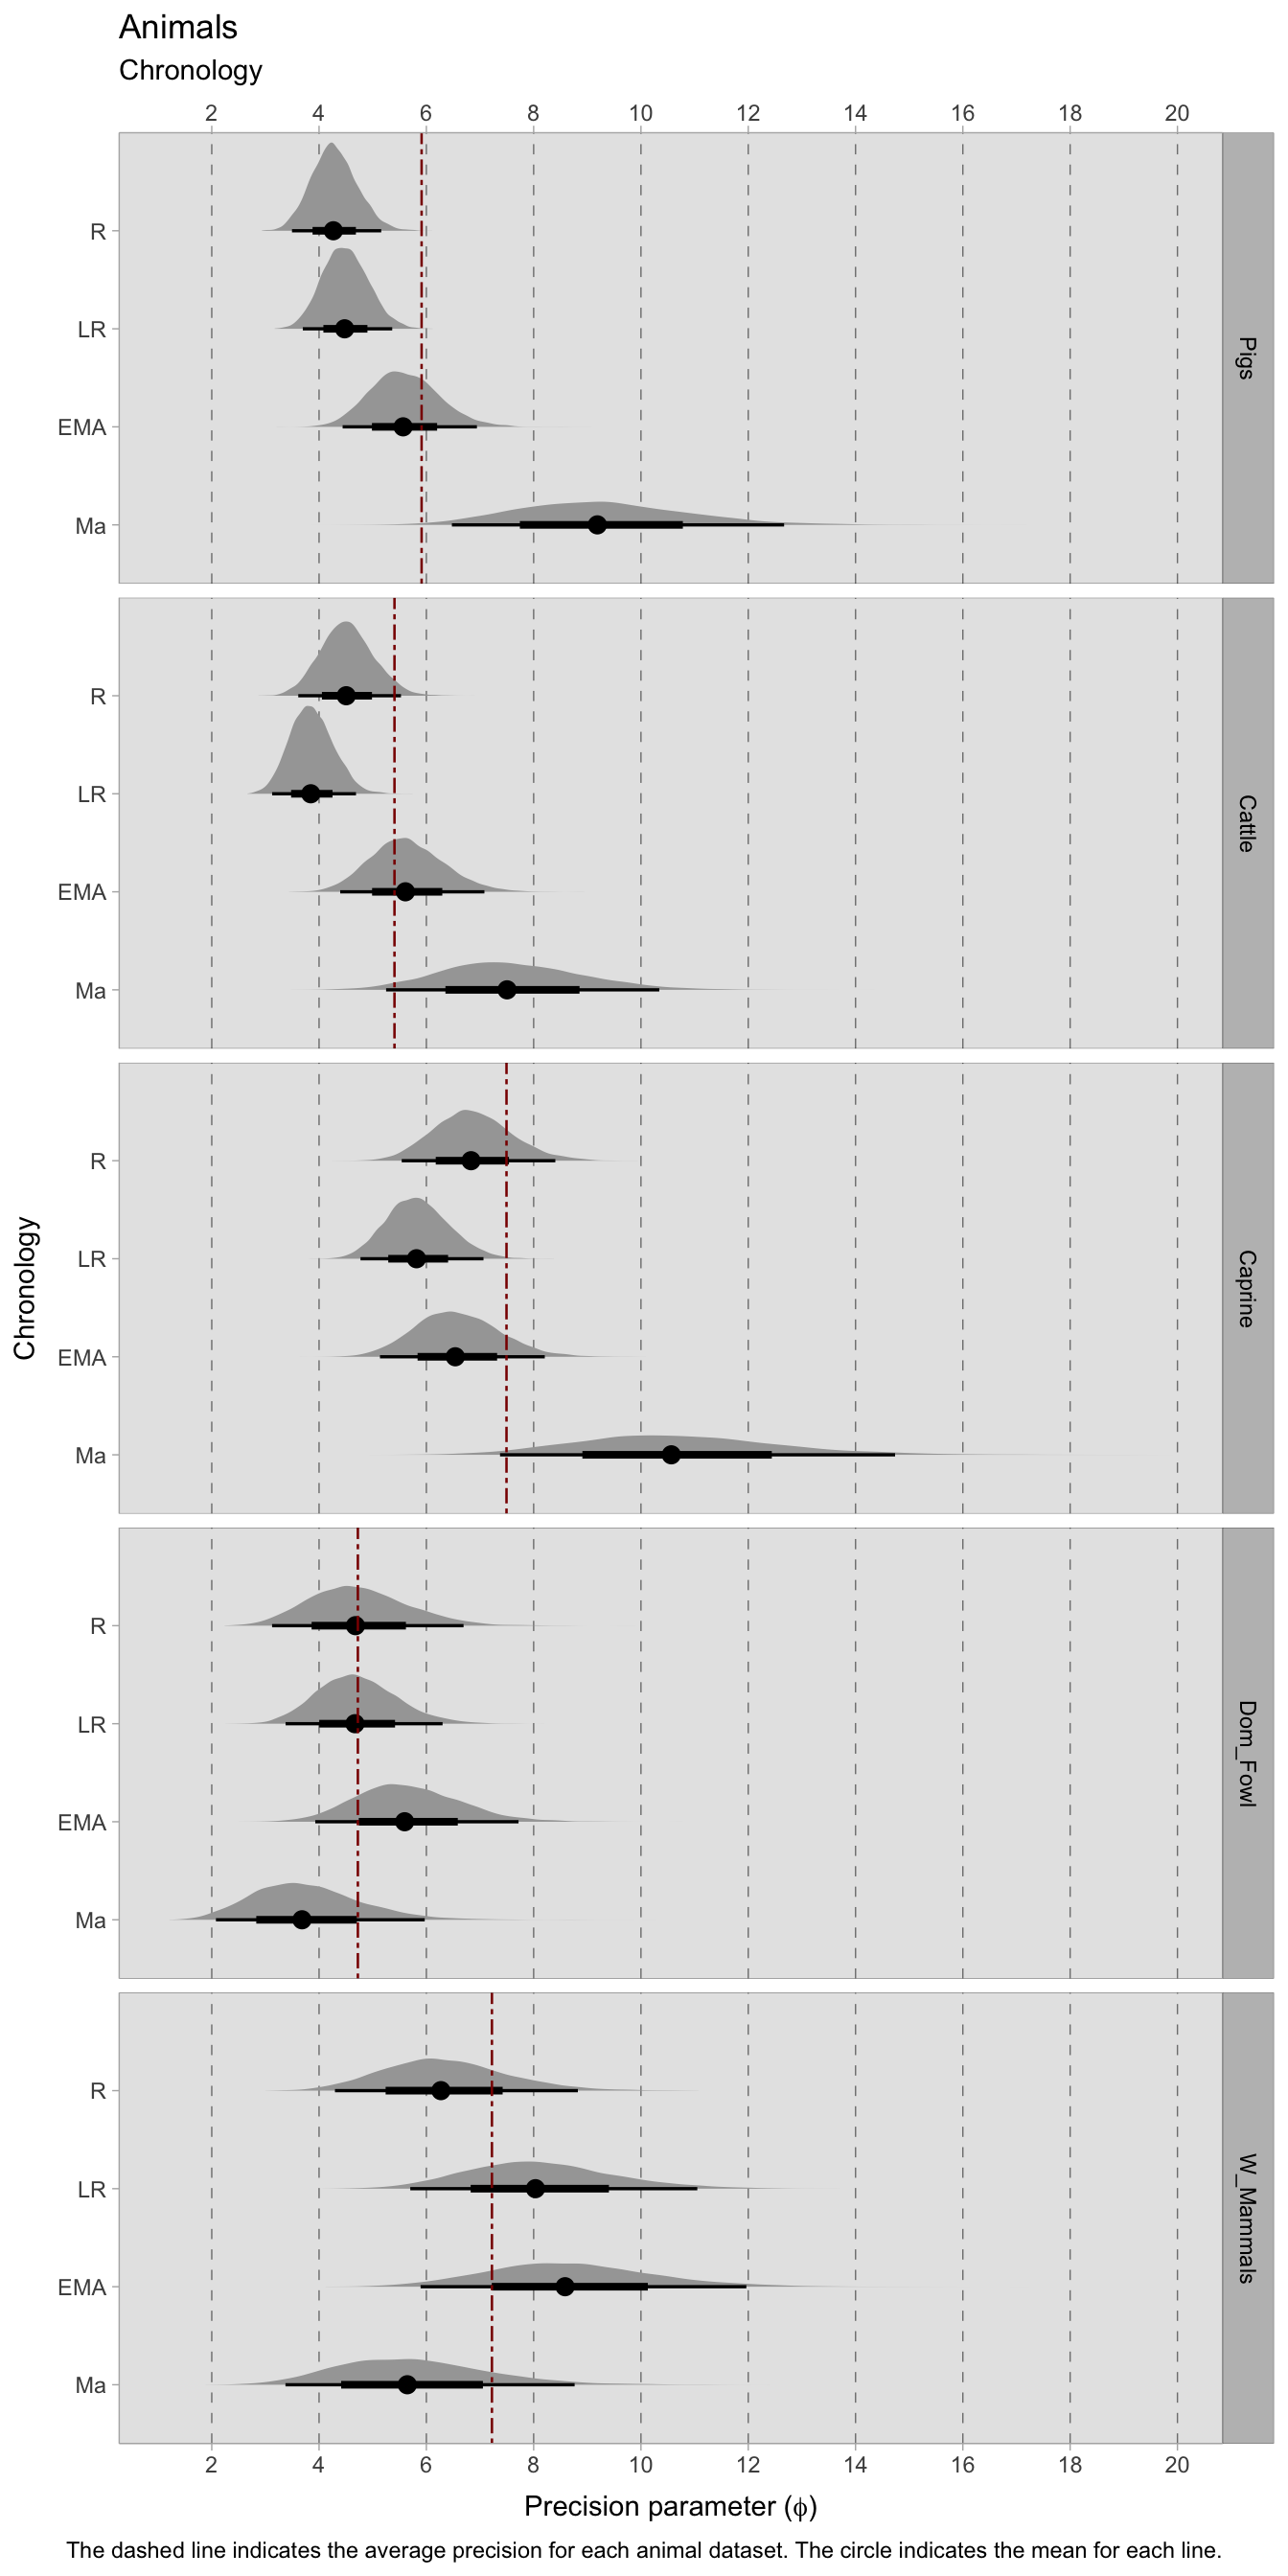 Animals
Chronology
2 4 6 8 10 12 14 16 18 20
R
LR
EMA
Ma
Pigs
R
LR
EMA
Ma
Cattle
R
LR
EMA
Ma
Caprine
R
LR
EMA
Ma
Dom_Fowl
R
LR
EMA
Ma
W_Mammals
Chronology
2 4 6 8 10 12 14 16 18 20
Precision parameter (ϕ)
The dashed line indicates the average precision for each animal dataset. The circle indicates the mean for each line.